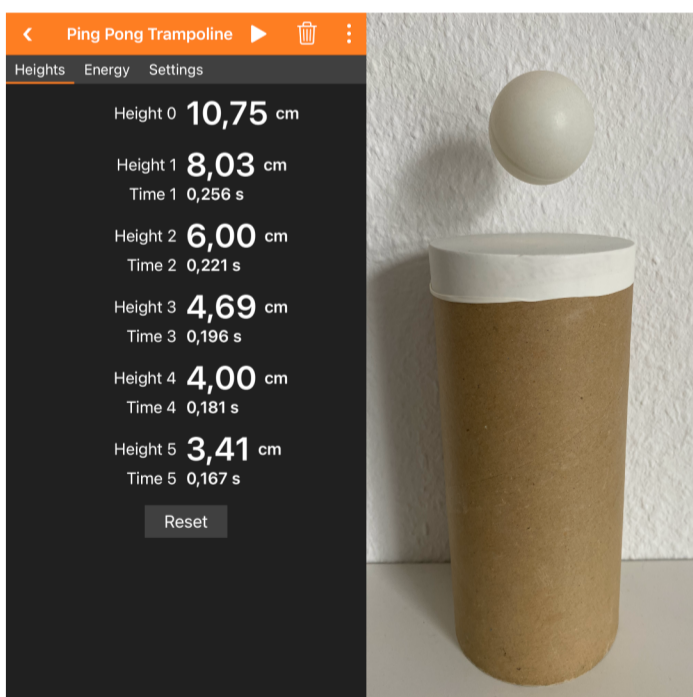 Ping Pong Trampoline
Heights Energy Settings
Height 0 10,75 cm
Height 1 8,03 cm
Time 1 0,256 s
Height 2 6,00 cm
Time 2 0,221 s
Height 3 4,69 cm
Time 3 0,196 s
Height 4 4,00 cm
Time 4 0,181 s
Height 5 3,41 cm
Time 5 0,167 s
Reset